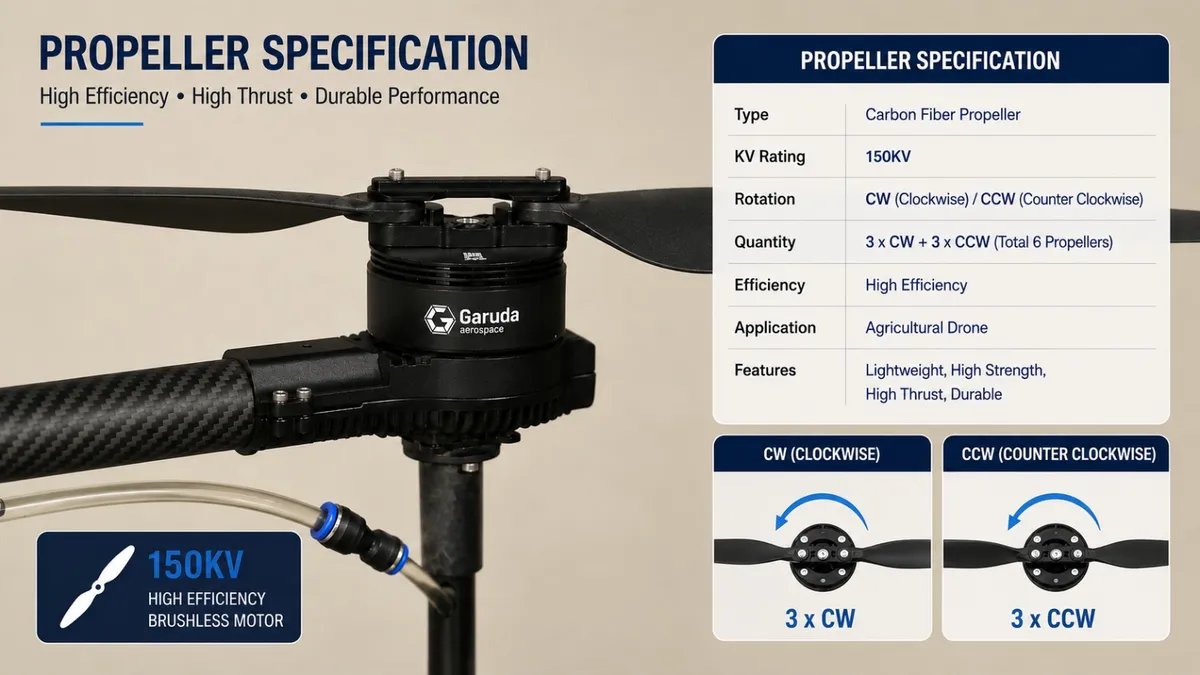 PROPELLER SPECIFICATION
High Efficiency • High Thrust • Durable Performance
Garuda
aerospace
150KV
HIGH EFFICIENCY
BRUSHLESS MOTOR
PROPELLER SPECIFICATION
Type Carbon Fiber Propeller
KV Rating 150KV
Rotation CW (Clockwise) / CCW (Counter Clockwise)
Quantity 3 x CW + 3 x CCW (Total 6 Propellers)
Efficiency High Efficiency
Application Agricultural Drone
Features Lightweight, High Strength,
High Thrust, Durable
CW (CLOCKWISE)
3 x CW
CCW (COUNTER CLOCKWISE)
3 x CCW